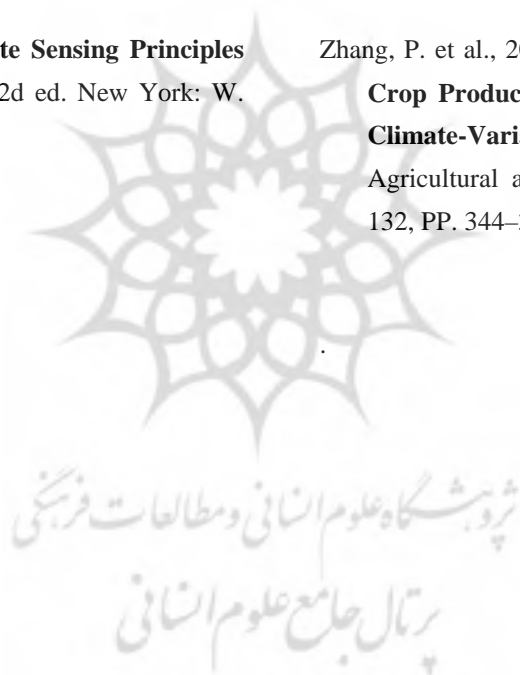 te Sensing Principles
2d ed. New York: W.
Zhang, P. et al., 20
Crop Produc
Climate-Varia
Agricultural a
132, PP. 344–
.
پژوهشگاه علوم انسانی و مطالعات فرهنگی
پرتال جامع علوم انسانی